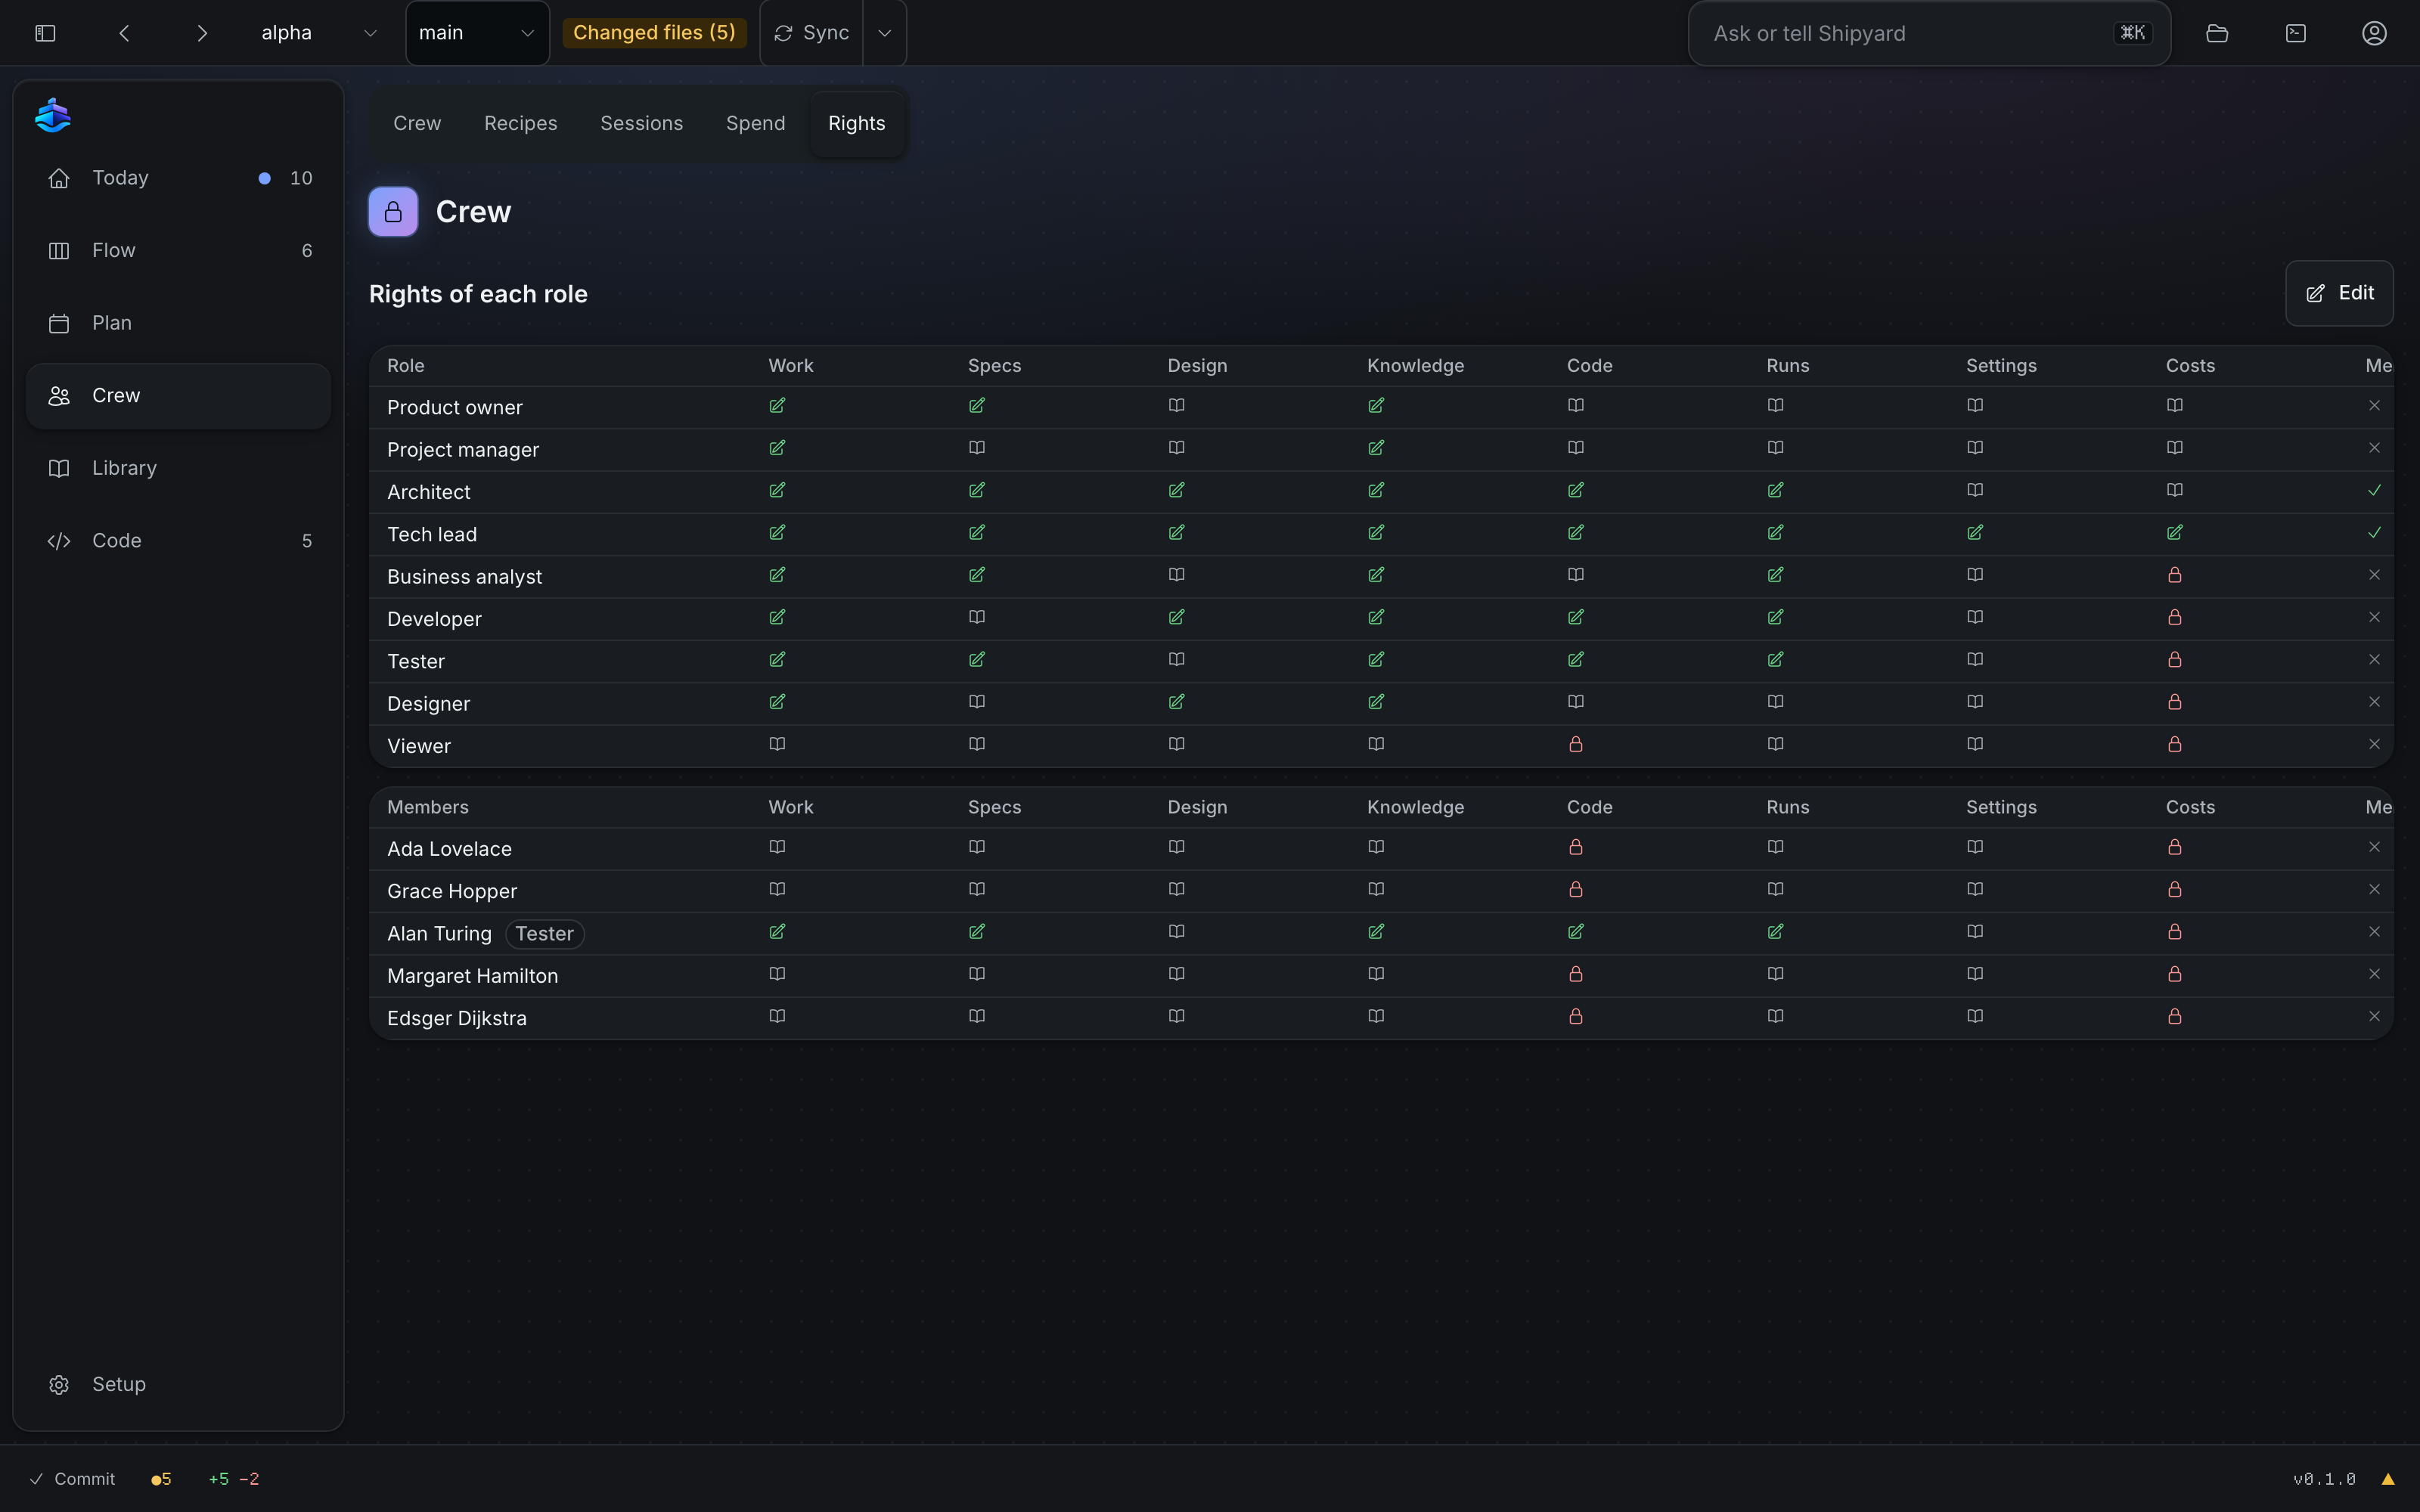 alpha main Changed files (5) Sync Ask or tell Shipyard ⌘K
Today 10
Flow 6
Plan
Crew
Library
Code 5
Setup
Crew Recipes Sessions Spend Rights
Crew
Rights of each role Edit
Role Work Specs Design Knowledge Code Runs Settings Costs Me
Product owner
Project manager
Architect
Tech lead
Business analyst
Developer
Tester
Designer
Viewer
Members Work Specs Design Knowledge Code Runs Settings Costs Me
Ada Lovelace
Grace Hopper
Alan Turing Tester
Margaret Hamilton
Edsger Dijkstra
Commit 5 +5 -2 v0.1.0